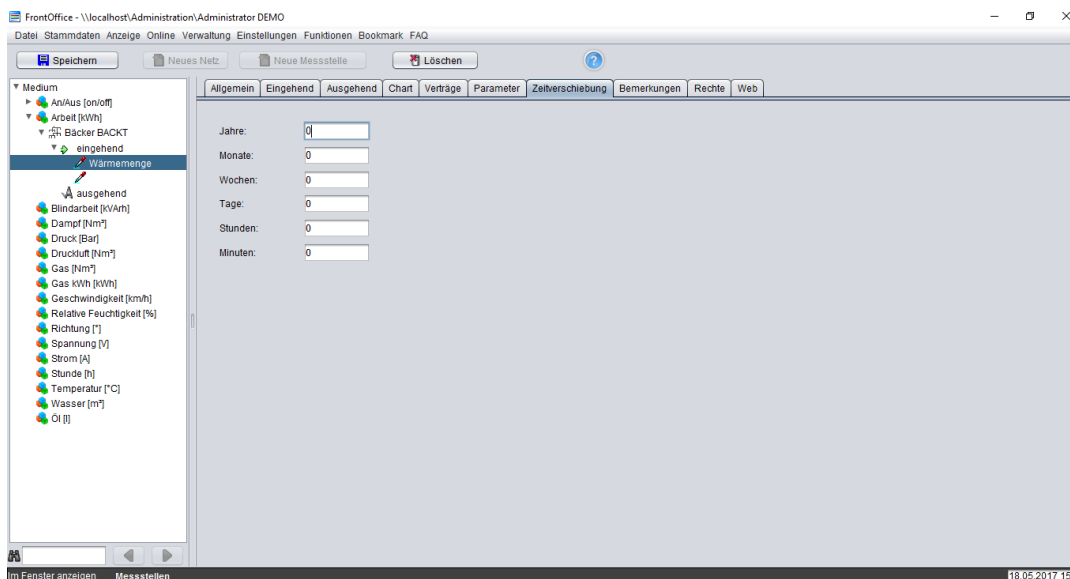 FrontOffice - \\localhost\Administration\Administrator DEMO
Datei Stammdaten Anzeige Online Verwaltung Einstellungen Funktionen Bookmark FAQ
Speichern Neues Netz Neue Messstelle Löschen ?
Medium
An/Aus [on/off]
Arbeit [kWh]
Bäcker BACKT
eingehend
Wärmemenge
ausgehend
Blindarbeit [kVArh]
Dampf [Nm³]
Druck [Bar]
Druckluft [Nm³]
Gas [Nm³]
Gas kWh [kWh]
Geschwindigkeit [km/h]
Relative Feuchtigkeit [%]
Richtung [°]
Spannung [V]
Strom [A]
Stunde [h]
Temperatur [°C]
Wasser [m³]
Öl [l]
Allgemein Eingehend Ausgehend Chart Verträge Parameter Zeitverschiebung Bemerkungen Rechte Web
Jahre: 0
Monate: 0
Wochen: 0
Tage: 0
Stunden: 0
Minuten: 0
Im Fenster anzeigen Messstellen 18.05.2017 15